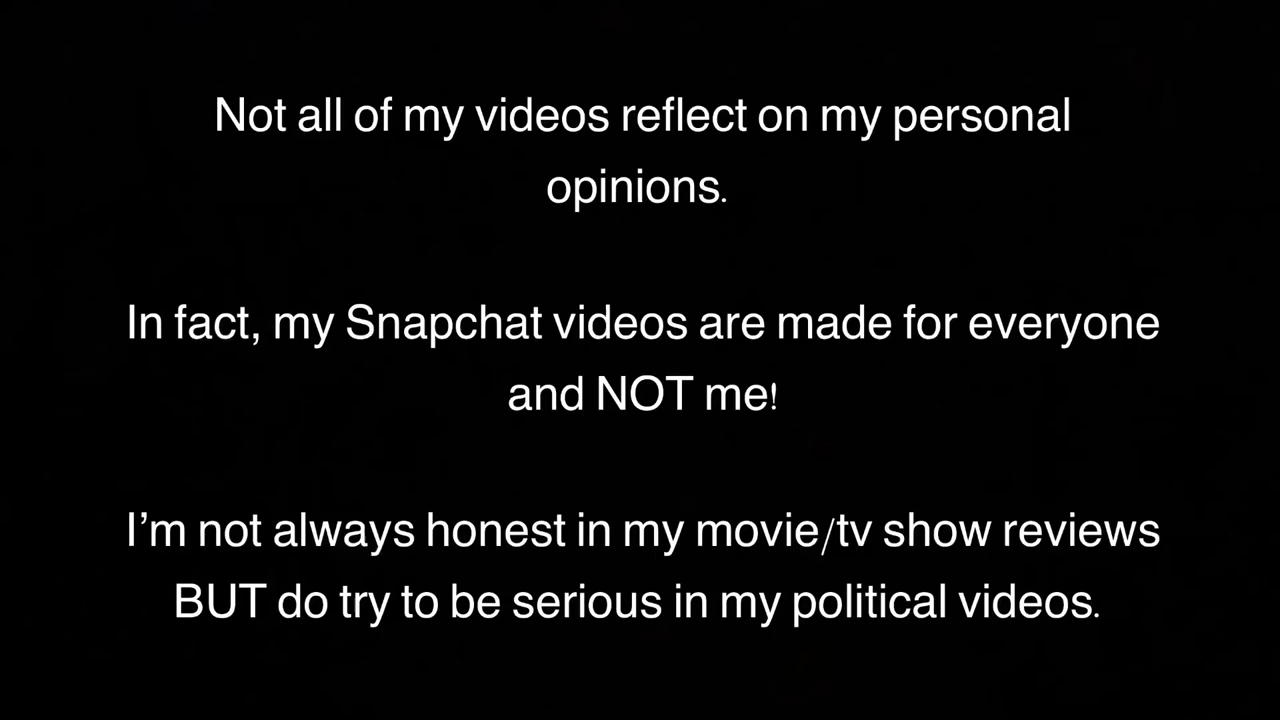 Not all of my videos reflect on my personal
opinions.
In fact, my Snapchat videos are made for everyone
and NOT me!
I’m not always honest in my movie/tv show reviews
BUT do try to be serious in my political videos.